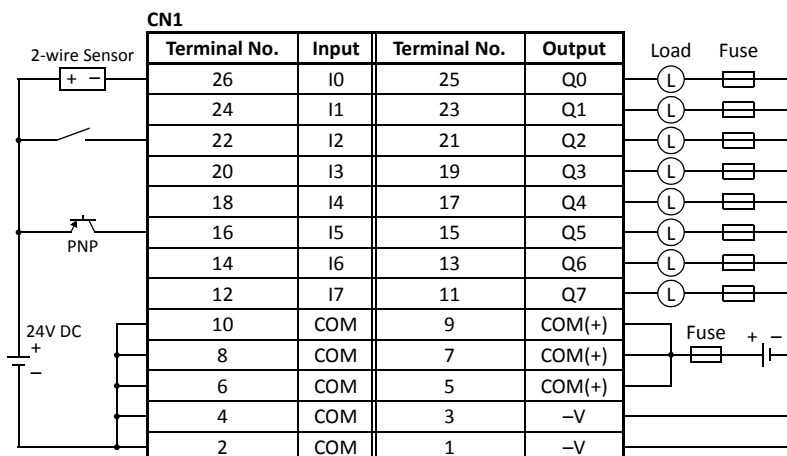 CN1
2-wire Sensor
Terminal No. Input Terminal No. Output Load Fuse
+ − 26 I0 25 Q0 L
24 I1 23 Q1 L
22 I2 21 Q2 L
20 I3 19 Q3 L
18 I4 17 Q4 L
PNP 16 I5 15 Q5 L
14 I6 13 Q6 L
12 I7 11 Q7 L
24V DC 10 COM 9 COM(+) Fuse + −
+ 8 COM 7 COM(+)
− 6 COM 5 COM(+)
4 COM 3 −V
2 COM 1 −V